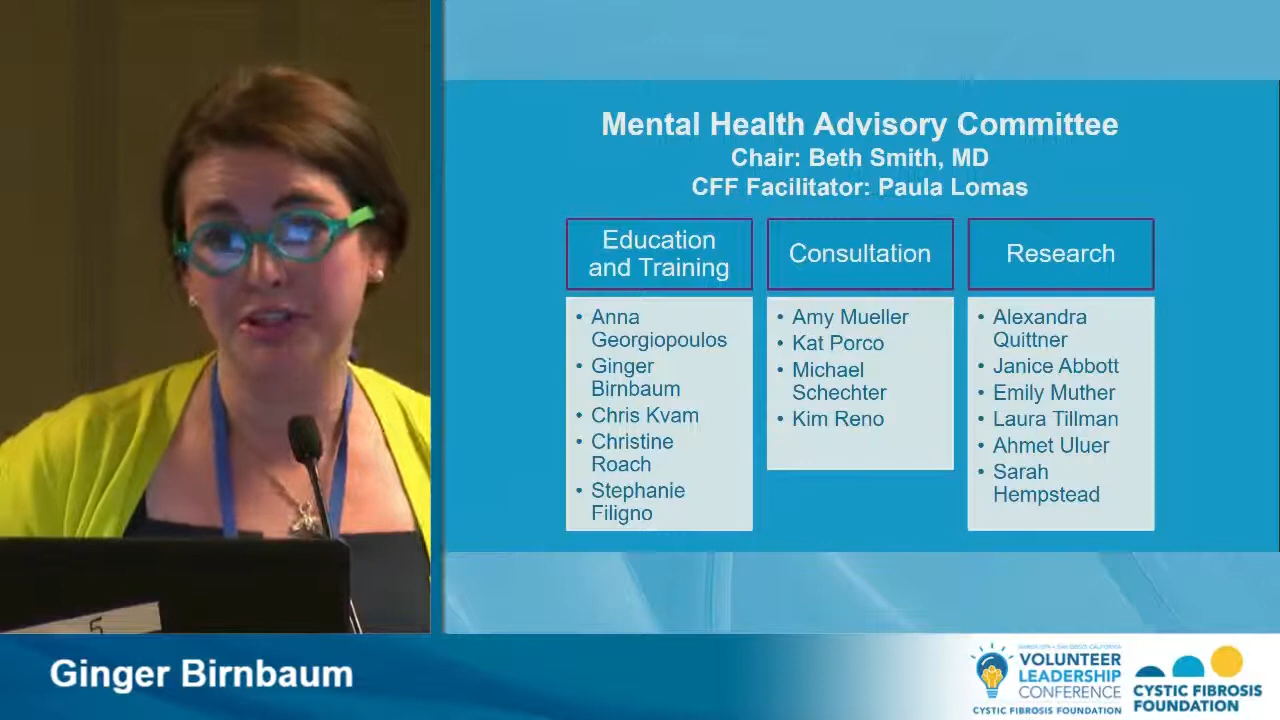 Mental Health Advisory Committee
Chair: Beth Smith, MD
CFF Facilitator: Paula Lomas
Education
and Training
• Anna
Georgiopoulos
• Ginger
Birnbaum
• Chris Kvam
• Christine
Roach
• Stephanie
Filigno
Consultation
• Amy Mueller
• Kat Porco
• Michael
Schechter
• Kim Reno
Research
• Alexandra
Quittner
• Janice Abbott
• Emily Muther
• Laura Tillman
• Ahmet Uluer
• Sarah
Hempstead
5
Ginger Birnbaum
VOLUNTEER
LEADERSHIP
CONFERENCE
CYSTIC FIBROSIS FOUNDATION
CYSTIC FIBROSIS
FOUNDATION